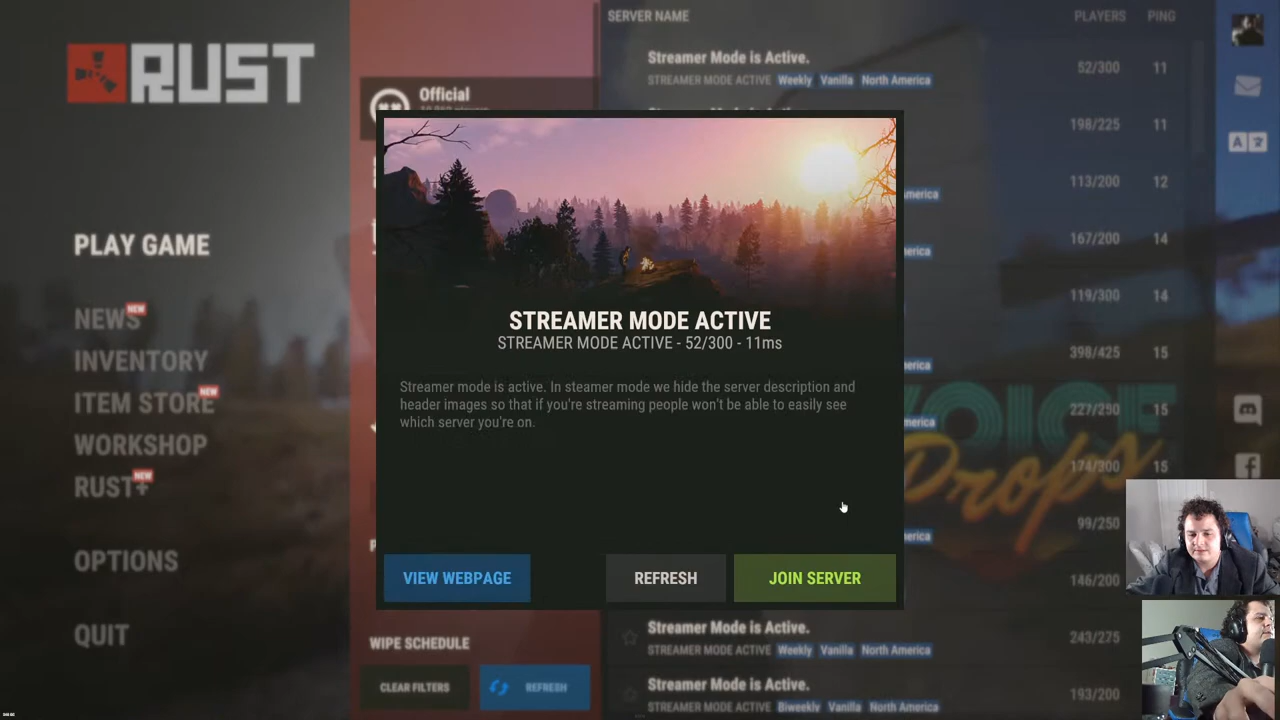 RUST
PLAY GAME
NEWS NEW
INVENTORY
ITEM STORE NEW
WORKSHOP
RUST+ NEW
OPTIONS
QUIT
Official
WIPE SCHEDULE
CLEAR FILTERS
REFRESH
SERVER NAME PLAYERS PING
Streamer Mode is Active.
STREAMER MODE ACTIVE Weekly Vanilla North America
52/300 11
198/225 11
113/200 12
167/200 14
119/300 14
398/425 15
227/290 15
174/300 15
99/250
146/200
Streamer Mode is Active.
STREAMER MODE ACTIVE Weekly Vanilla North America
243/275
Streamer Mode is Active.
STREAMER MODE ACTIVE Biweekly Vanilla North America
193/200
STREAMER MODE ACTIVE
STREAMER MODE ACTIVE - 52/300 - 11ms
Streamer mode is active. In steamer mode we hide the server description and
header images so that if you're streaming people won't be able to easily see
which server you're on.
VIEW WEBPAGE
REFRESH
JOIN SERVER
Drops